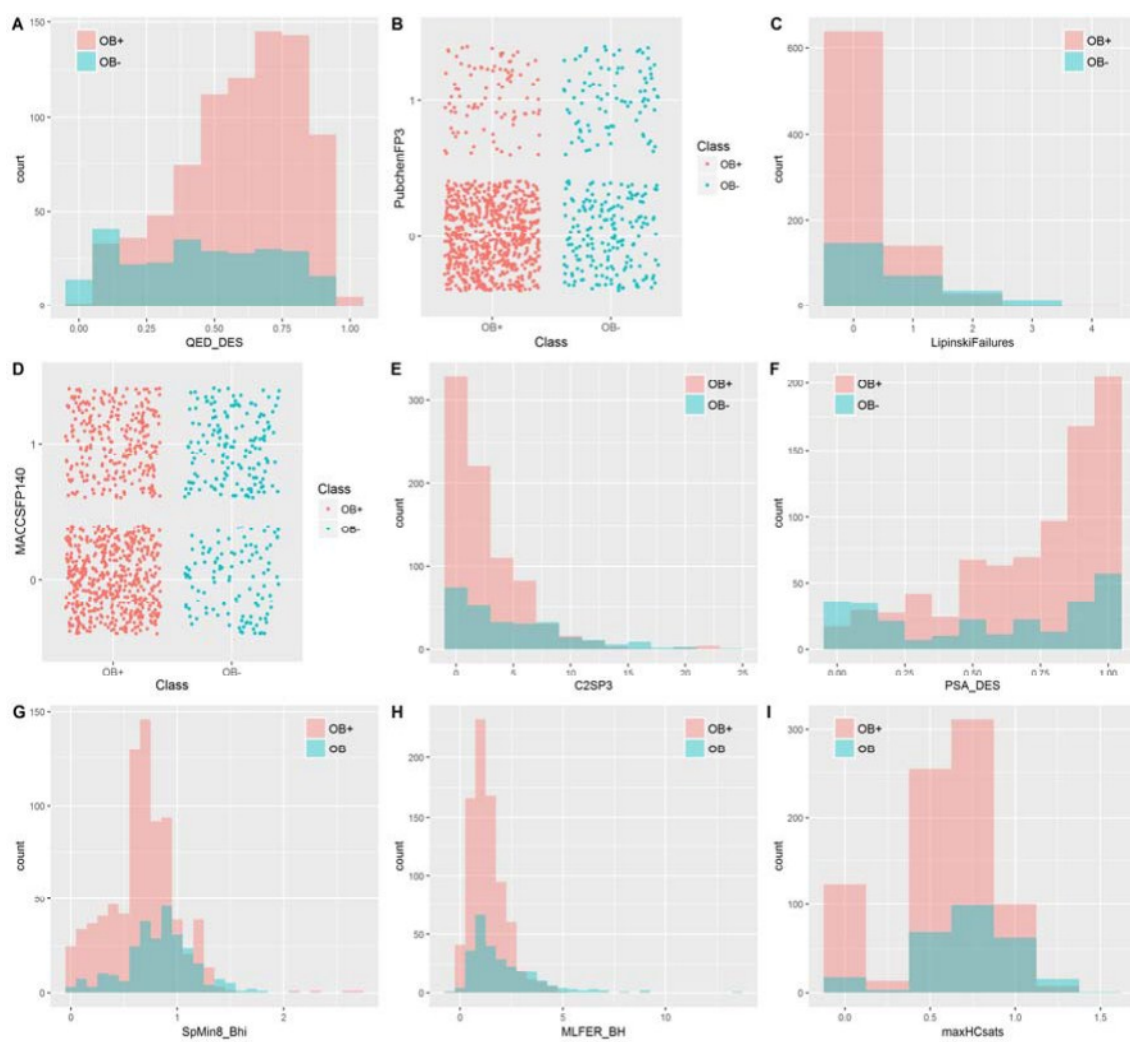 A
150
100
50
0
court
OB+
OB-
0.00 0.25 0.50 0.75 1.00
QED_DES
B
1
0
PubchenFP3
OB+ OB-
Class
Class
OB+
OB-
C
600
400
200
0
court
OB+
OB-
0 1 2 3 4
LipinskiFailures
D
1
0
MACCSFP140
OB+ OB-
Class
Class
OB+
OB-
E
300
200
100
0
count
OB+
OB-
0 5 10 15 20 25
C2SP3
F
200
150
100
50
0
count
OB+
OB-
0.00 0.25 0.50 0.75 1.00
PSA_DES
G
150
100
50
0
count
OB+
OB
0 1 2
SpMin8_Bhi
H
200
150
100
50
0
count
OB+
OB
0 5 10
MLFER_BH
I
300
200
100
0
count
OB+
OB
0.0 0.5 1.0 1.5
maxHCsats